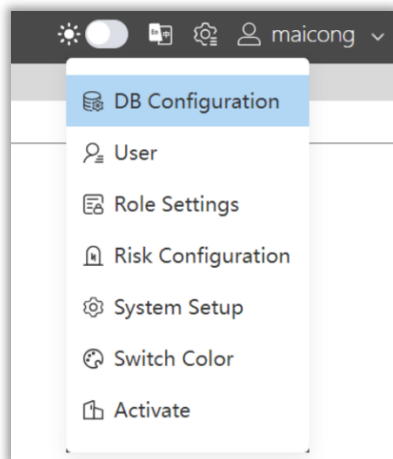 maicong
DB Configuration
User
Role Settings
Risk Configuration
System Setup
Switch Color
Activate